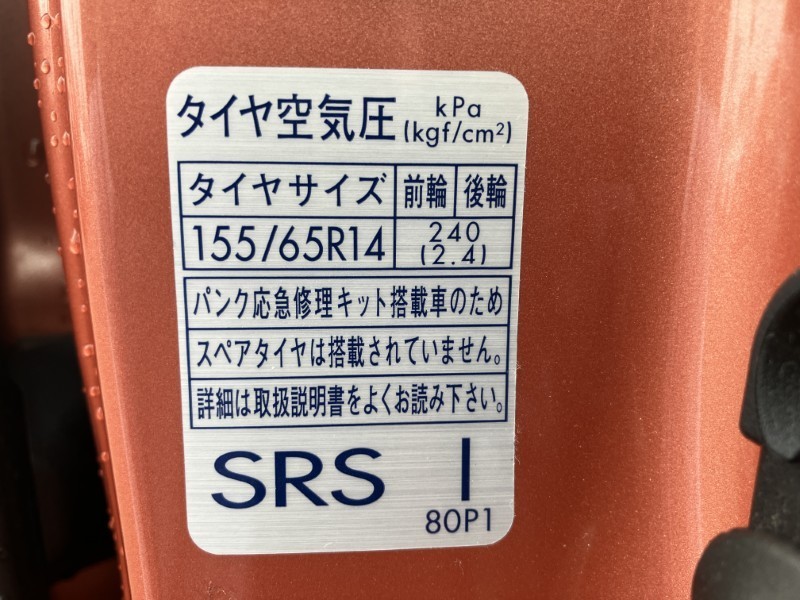 タイヤ空気圧 kPa
(kgf/cm²)
タイヤサイズ 前輪 後輪
155/65R14 240
(2.4)
パンク応急修理キット搭載車のため
スペアタイヤは搭載されていません。
詳細は取扱説明書をよくお読み下さい。
SRS I
80P1